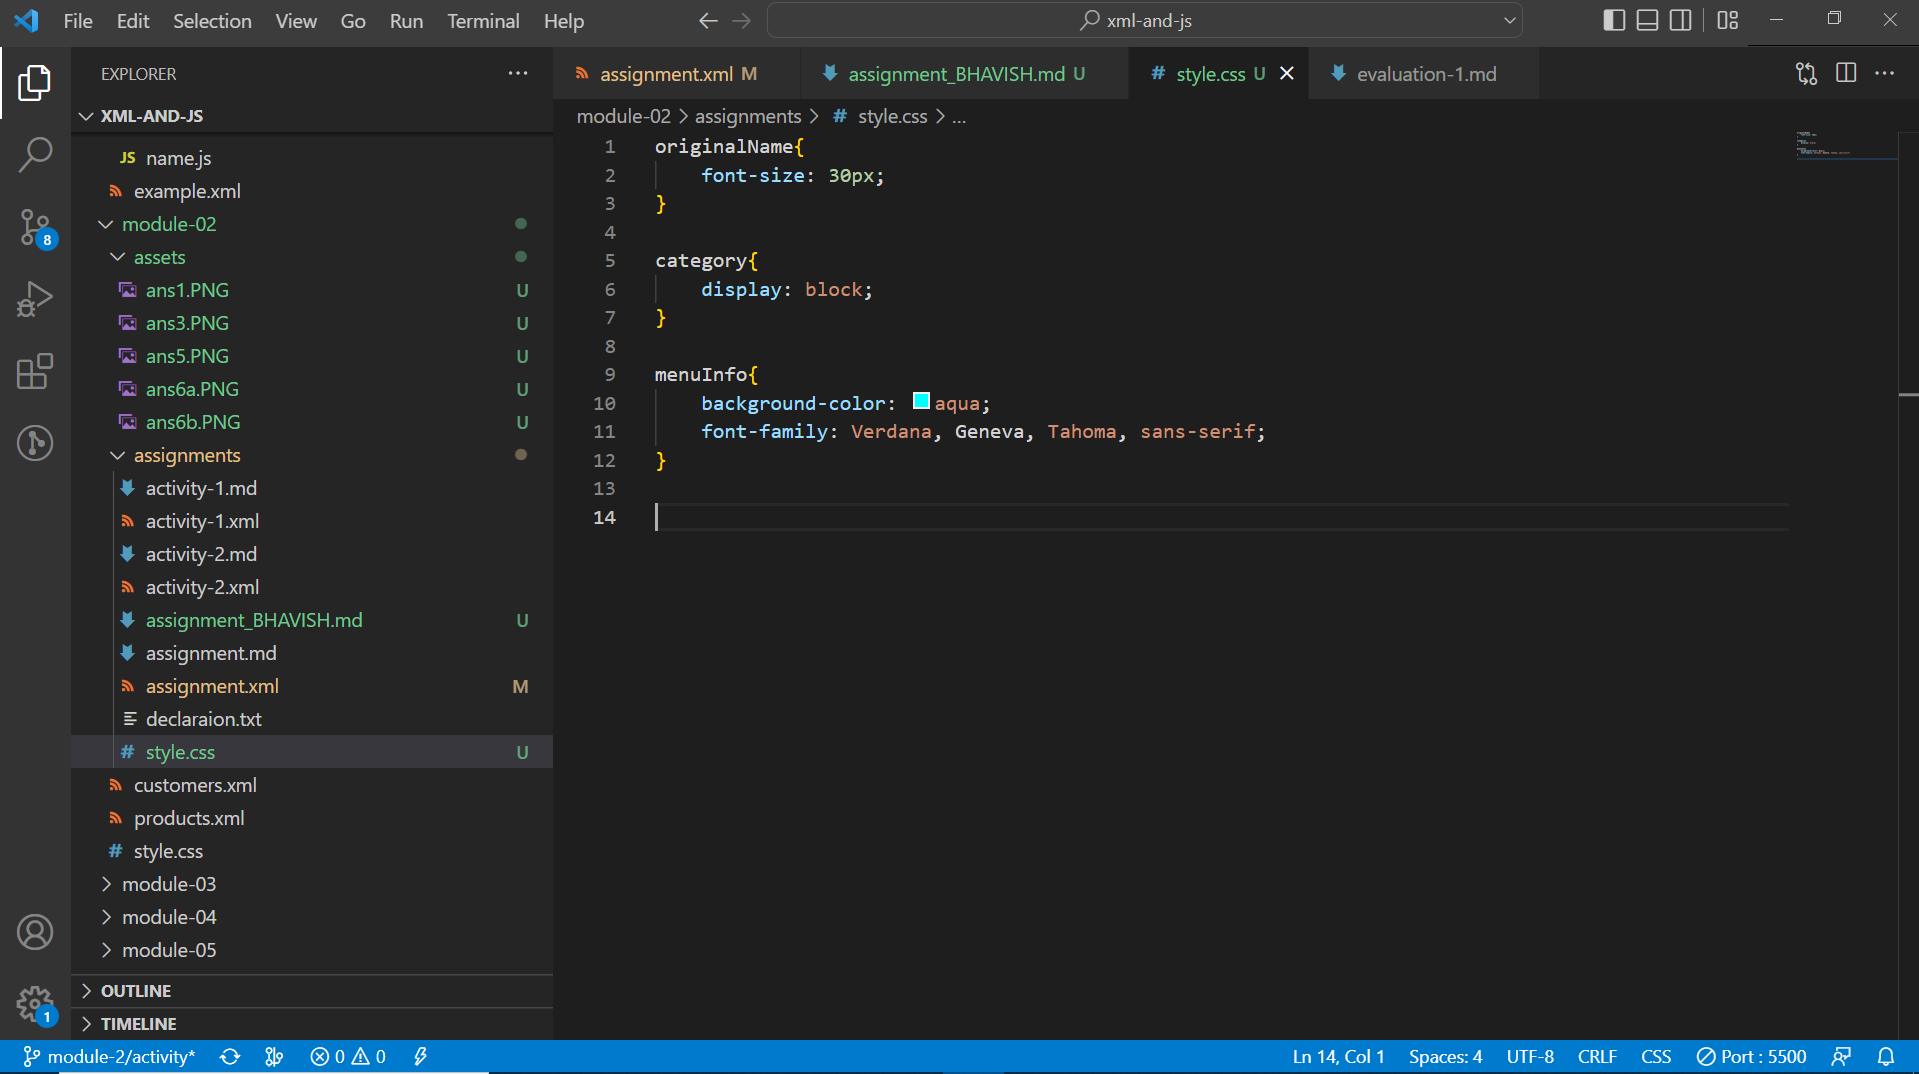 File Edit Selection View Go Run Terminal Help
xml-and-js
EXPLORER
XML-AND-JS
JS name.js
example.xml
module-02
assets
ans1.PNG U
ans3.PNG U
ans5.PNG U
ans6a.PNG U
ans6b.PNG U
assignments
activity-1.md
activity-1.xml
activity-2.md
activity-2.xml
assignment_BHAVISH.md U
assignment.md
assignment.xml M
declaraion.txt
# style.css U
customers.xml
products.xml
# style.css
module-03
module-04
module-05
OUTLINE
TIMELINE
8
1
assignment.xml M
assignment_BHAVISH.md U
# style.css U
evaluation-1.md
module-02 > assignments > # style.css > ...
1 originalName{
2 font-size: 30px;
3 }
4
5 category{
6 display: block;
7 }
8
9 menuInfo{
10 background-color: aqua;
11 font-family: Verdana, Geneva, Tahoma, sans-serif;
12 }
13
14
module-2/activity* 0 0
Ln 14, Col 1 Spaces: 4 UTF-8 CRLF CSS Port : 5500